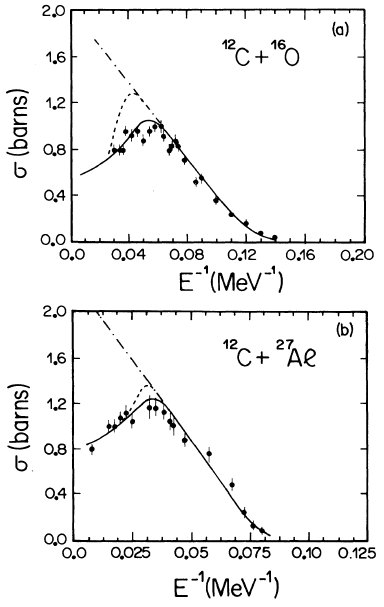 (a)
¹²C + ¹⁶O
2.0
1.6
1.2
0.8
0.4
0.0
σ (barns)
0.0 0.04 0.08 0.12 0.16 0.20
E⁻¹(MeV⁻¹)
(b)
¹²C + ²⁷Aℓ
2.0
1.6
1.2
0.8
0.4
0.0
σ (barns)
0.0 0.025 0.05 0.075 0.10 0.125
E⁻¹(MeV⁻¹)